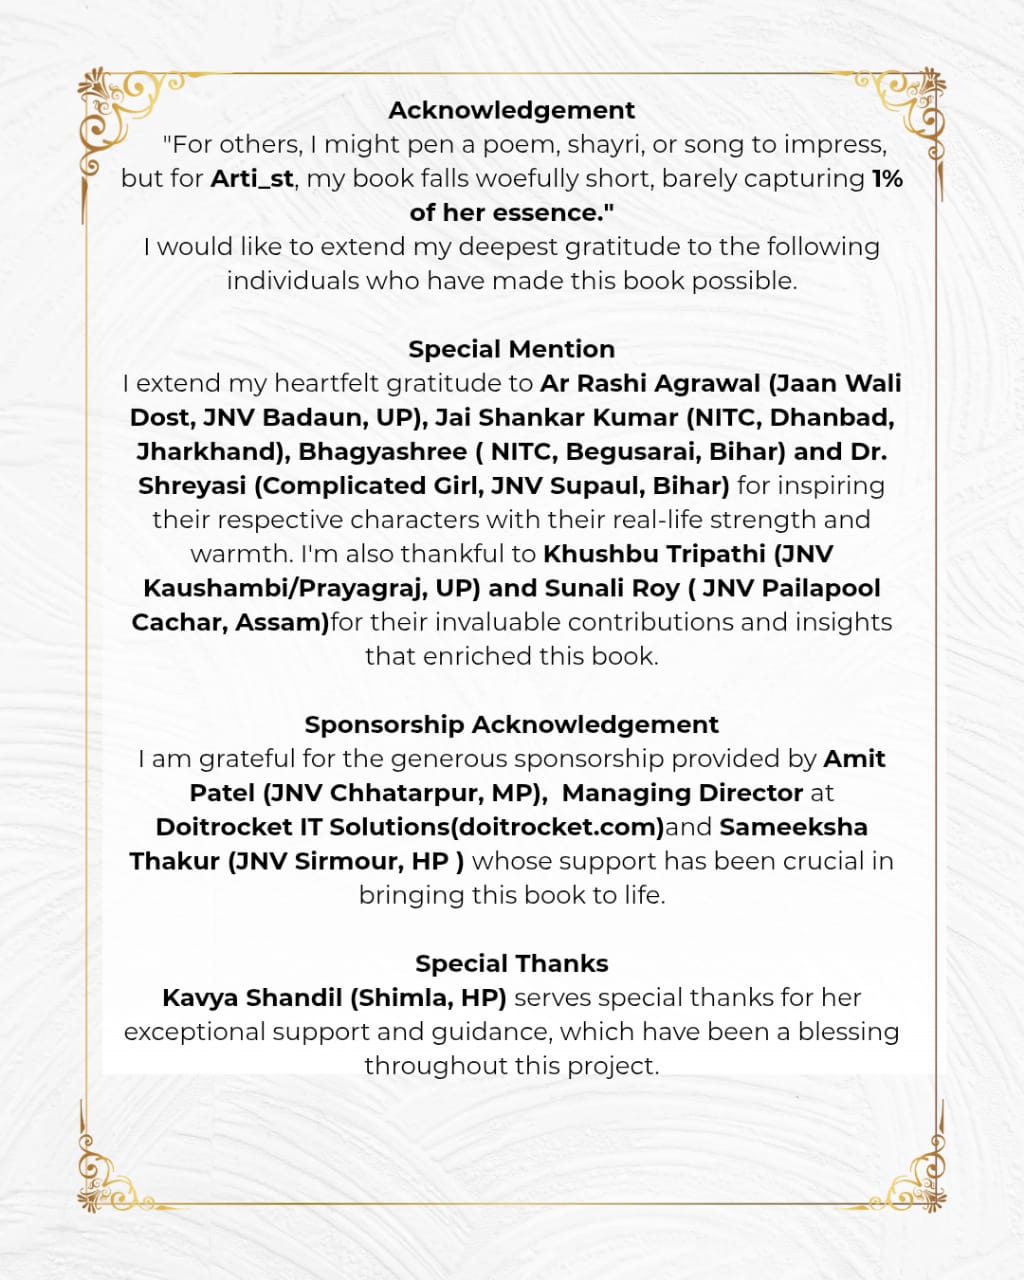 Acknowledgement
"For others, I might pen a poem, shayri, or song to impress,
but for Arti_st, my book falls woefully short, barely capturing 1%
of her essence."
I would like to extend my deepest gratitude to the following
individuals who have made this book possible.
Special Mention
I extend my heartfelt gratitude to Ar Rashi Agrawal (Jaan Wali
Dost, JNV Badaun, UP), Jai Shankar Kumar (NITC, Dhanbad,
Jharkhand), Bhagyashree ( NITC, Begusarai, Bihar) and Dr.
Shreyasi (Complicated Girl, JNV Supaul, Bihar) for inspiring
their respective characters with their real-life strength and
warmth. I'm also thankful to Khushbu Tripathi (JNV
Kaushambi/Prayagraj, UP) and Sunali Roy ( JNV Pailapool
Cachar, Assam)for their invaluable contributions and insights
that enriched this book.
Sponsorship Acknowledgement
I am grateful for the generous sponsorship provided by Amit
Patel (JNV Chhatarpur, MP),  Managing Director at
Doitrocket IT Solutions(doitrocket.com)and Sameeksha
Thakur (JNV Sirmour, HP ) whose support has been crucial in
bringing this book to life.
Special Thanks
Kavya Shandil (Shimla, HP) serves special thanks for her
exceptional support and guidance, which have been a blessing
throughout this project.